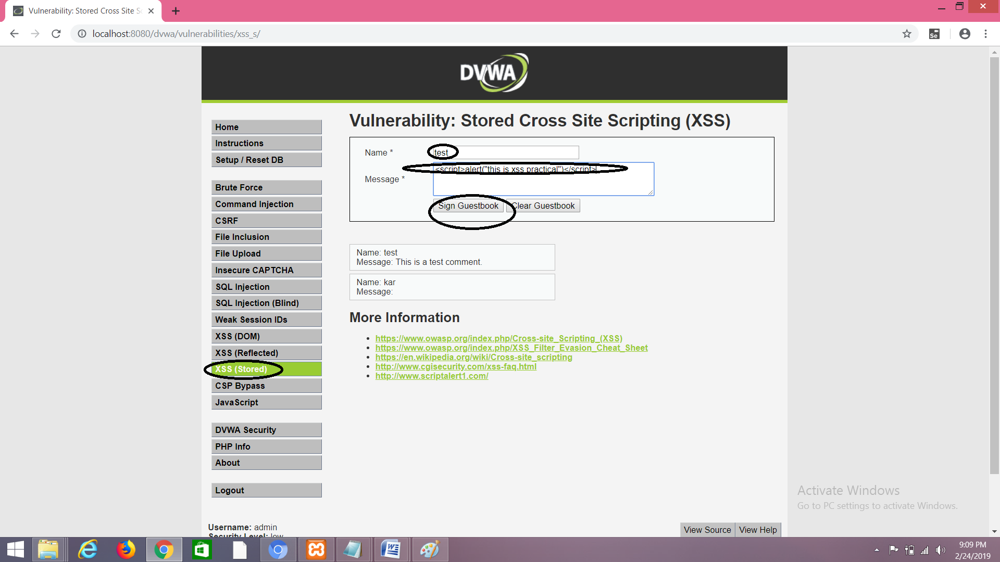 Vulnerability: Stored Cross Site S
localhost:8080/dvwa/vulnerabilities/xss_s/
Se
DVWA
Home
Instructions
Setup / Reset DB
Brute Force
Command Injection
CSRF
File Inclusion
File Upload
Insecure CAPTCHA
SQL Injection
SQL Injection (Blind)
Weak Session IDs
XSS (DOM)
XSS (Reflected)
XSS (Stored)
CSP Bypass
JavaScript
DVWA Security
PHP Info
About
Logout
Username: admin
Security Level: low
Vulnerability: Stored Cross Site Scripting (XSS)
Name *
test
<script>alert("this is xss practical")</script>
Message *
Sign Guestbook
Clear Guestbook
Name: test
Message: This is a test comment.
Name: kar
Message:
More Information
https://www.owasp.org/index.php/Cross-site_Scripting_(XSS)
https://www.owasp.org/index.php/XSS_Filter_Evasion_Cheat_Sheet
https://en.wikipedia.org/wiki/Cross-site_scripting
http://www.cgisecurity.com/xss-faq.html
http://www.scriptalert1.com/
View Source
View Help
Activate Windows
Go to PC settings to activate Windows.
9:09 PM
2/24/2019